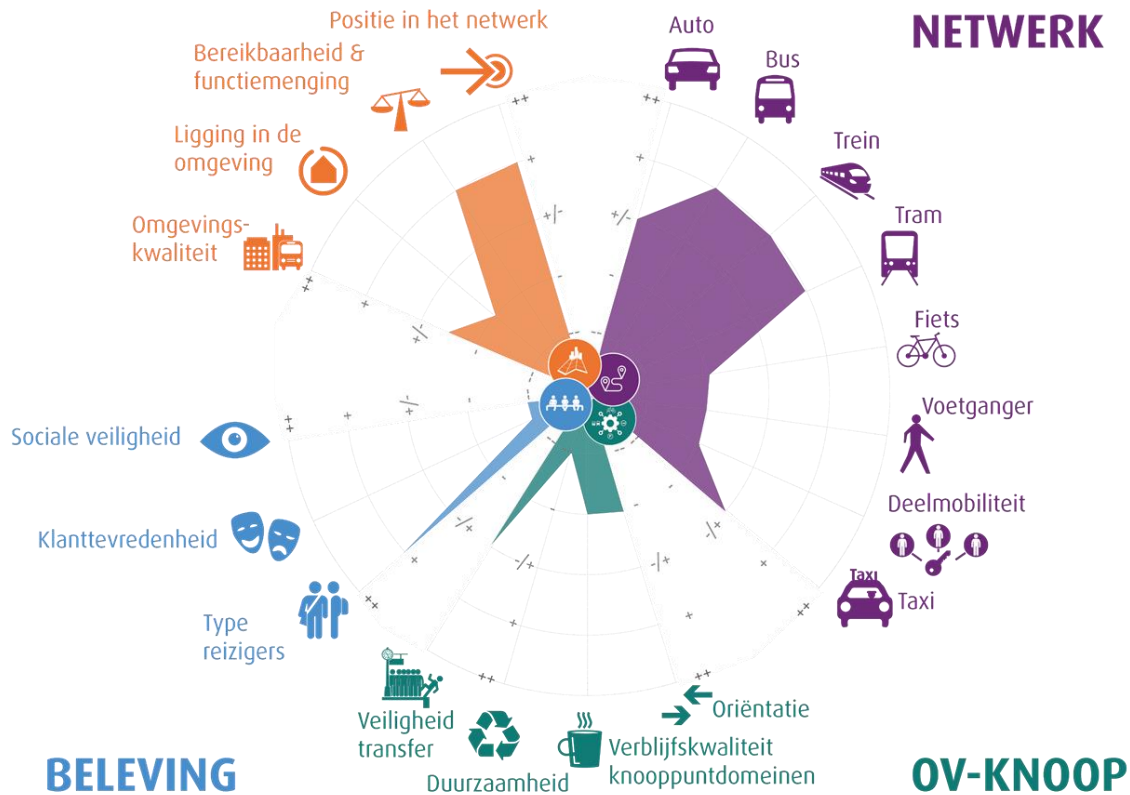 Positie in het netwerk
Bereikbaarheid &
functiemenging
Ligging in de
omgeving
Omgevings-
kwaliteit
NETWERK
Auto
Bus
Trein
Tram
Fiets
Voetganger
Deelmobiliteit
Taxi
Taxi
++
+
+/-
-
++
+
+/-
-
++
+
+/-
-
++
+
+/-
-
Sociale veiligheid
Klanttevredenheid
Type
reizigers
++
+
+/-
-
++
+
+/-
-
++
+
+/-
-
++
+
+/-
-
Veiligheid
transfer
Duurzaamheid
Verblijfskwaliteit
knooppuntdomeinen
Oriëntatie
BELEVING
OV-KNOOP